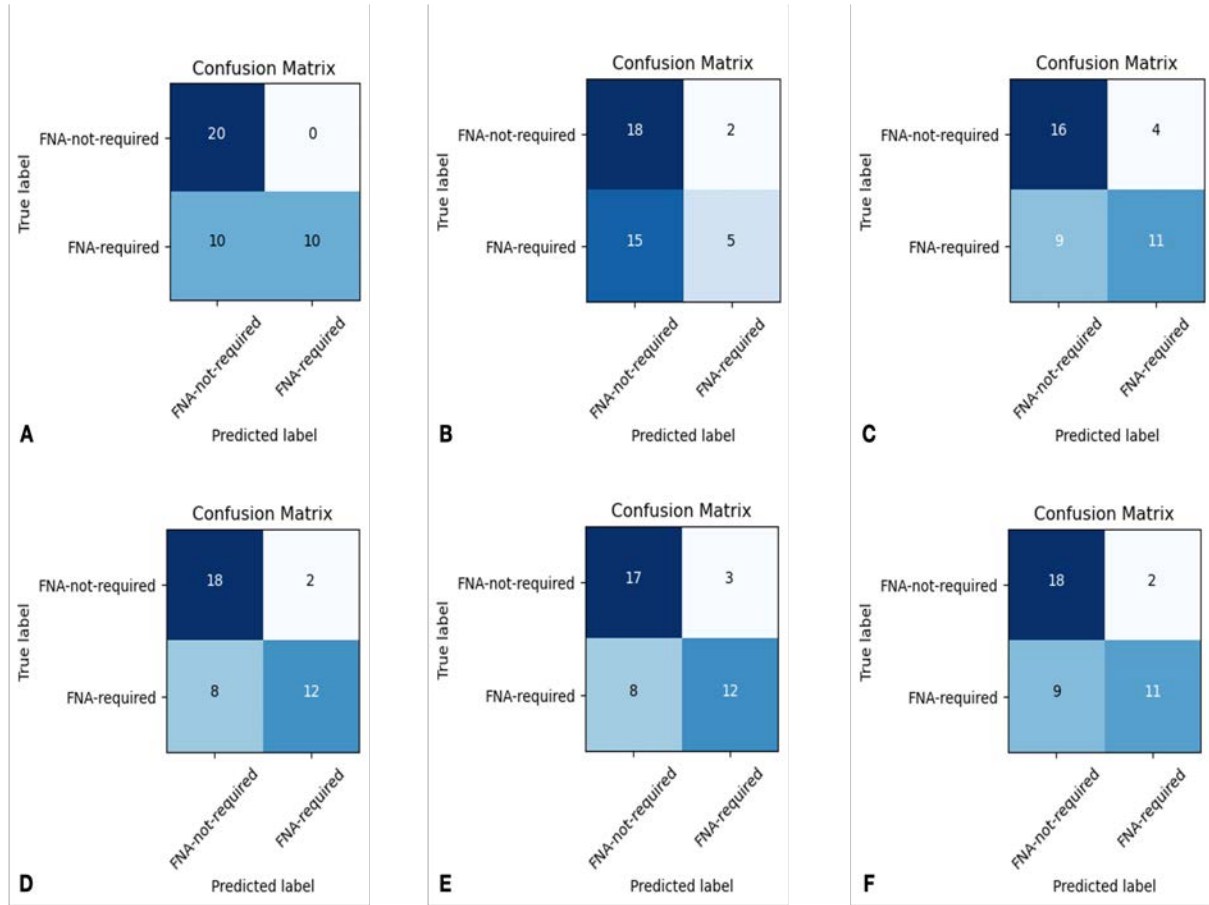 Confusion Matrix
True label
FNA-not-required
20
0
FNA-required
10
10
FNA-not-required
FNA-required
Predicted label
A
Confusion Matrix
True label
FNA-not-required
18
2
FNA-required
15
5
FNA-not-required
FNA-required
Predicted label
B
Confusion Matrix
True label
FNA-not-required
16
4
FNA-required
9
11
FNA-not-required
FNA-required
Predicted label
C
Confusion Matrix
True label
FNA-not-required
18
2
FNA-required
8
12
FNA-not-required
FNA-required
Predicted label
D
Confusion Matrix
True label
FNA-not-required
17
3
FNA-required
8
12
FNA-not-required
FNA-required
Predicted label
E
Confusion Matrix
True label
FNA-not-required
18
2
FNA-required
9
11
FNA-not-required
FNA-required
Predicted label
F